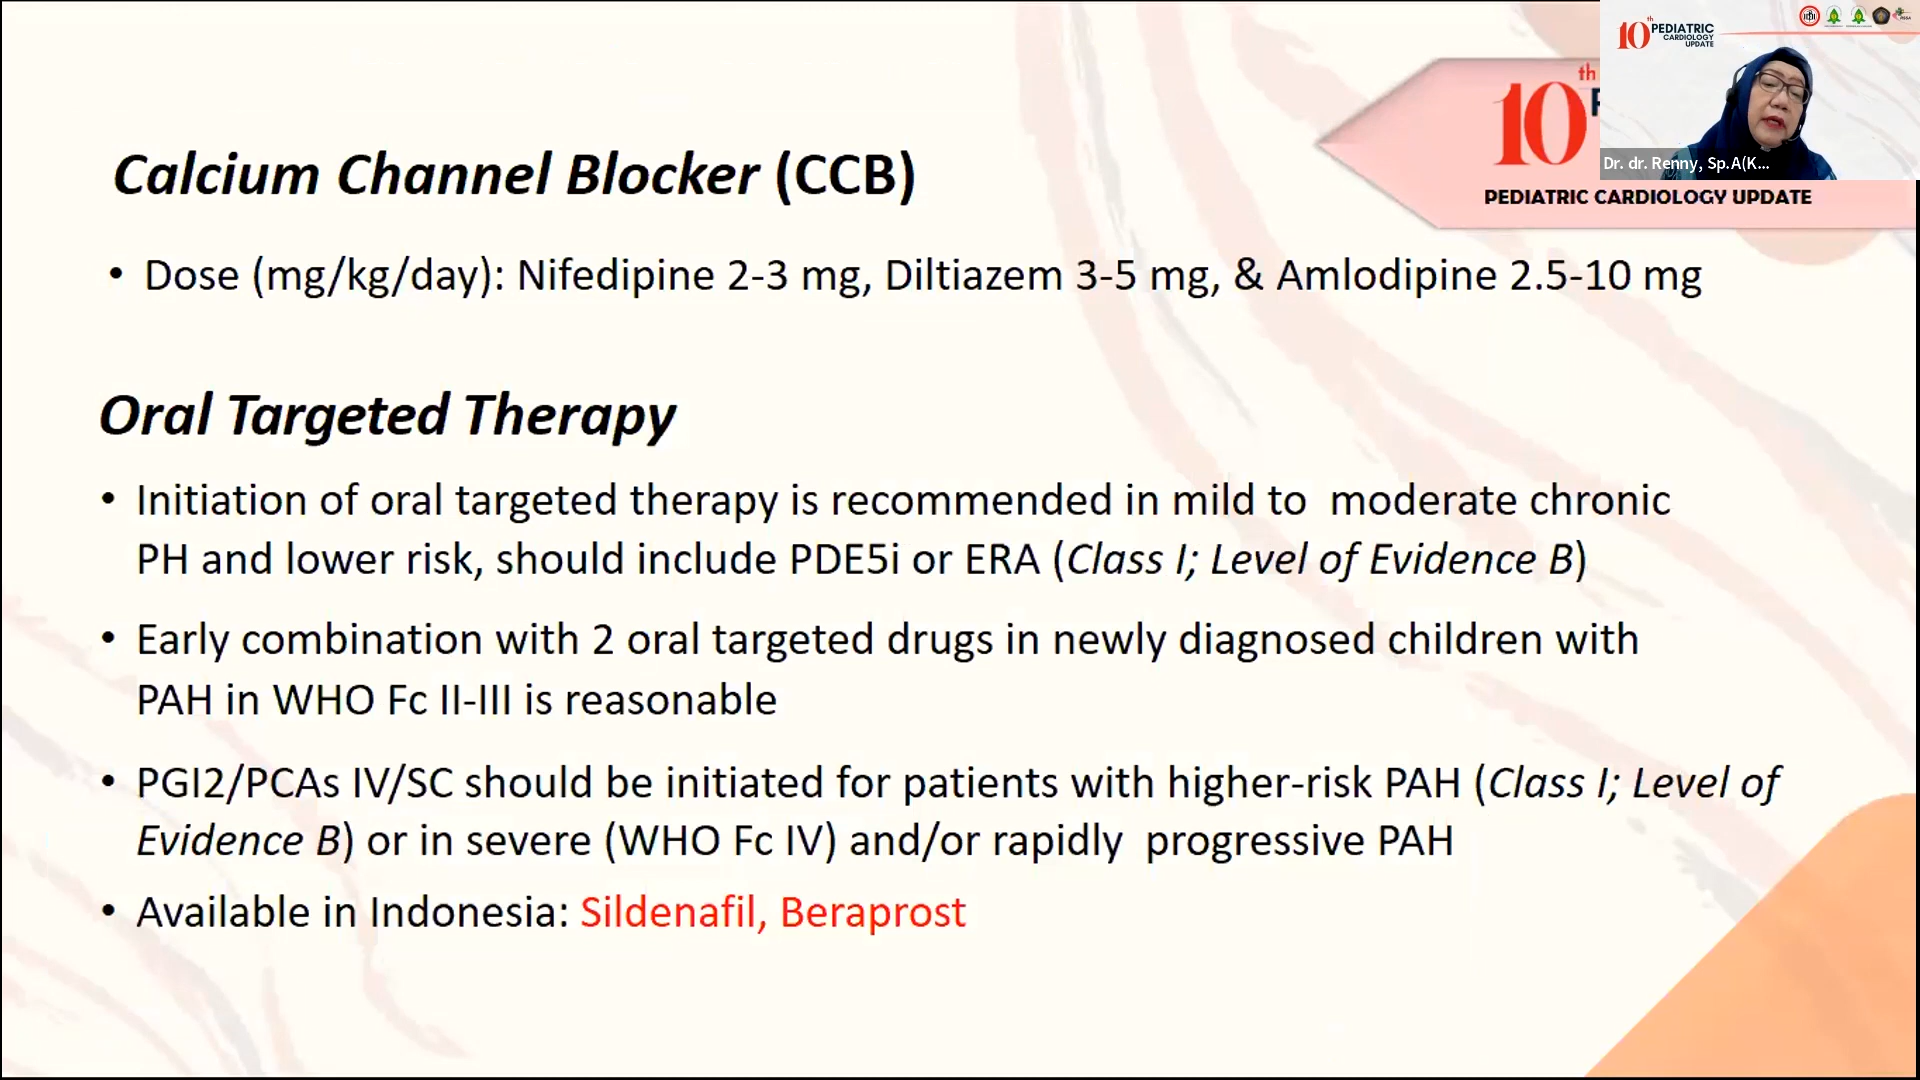 10th PEDIATRIC
CARDIOLOGY
UPDATE
10th
PEDIATRIC CARDIOLOGY UPDATE
Dr. dr. Renny, Sp.A(K...
Calcium Channel Blocker (CCB)
• Dose (mg/kg/day): Nifedipine 2-3 mg, Diltiazem 3-5 mg, & Amlodipine 2.5-10 mg
Oral Targeted Therapy
• Initiation of oral targeted therapy is recommended in mild to moderate chronic
PH and lower risk, should include PDE5i or ERA (Class I; Level of Evidence B)
• Early combination with 2 oral targeted drugs in newly diagnosed children with
PAH in WHO Fc II-III is reasonable
• PGI2/PCAs IV/SC should be initiated for patients with higher-risk PAH (Class I; Level of
Evidence B) or in severe (WHO Fc IV) and/or rapidly progressive PAH
• Available in Indonesia: Sildenafil, Beraprost